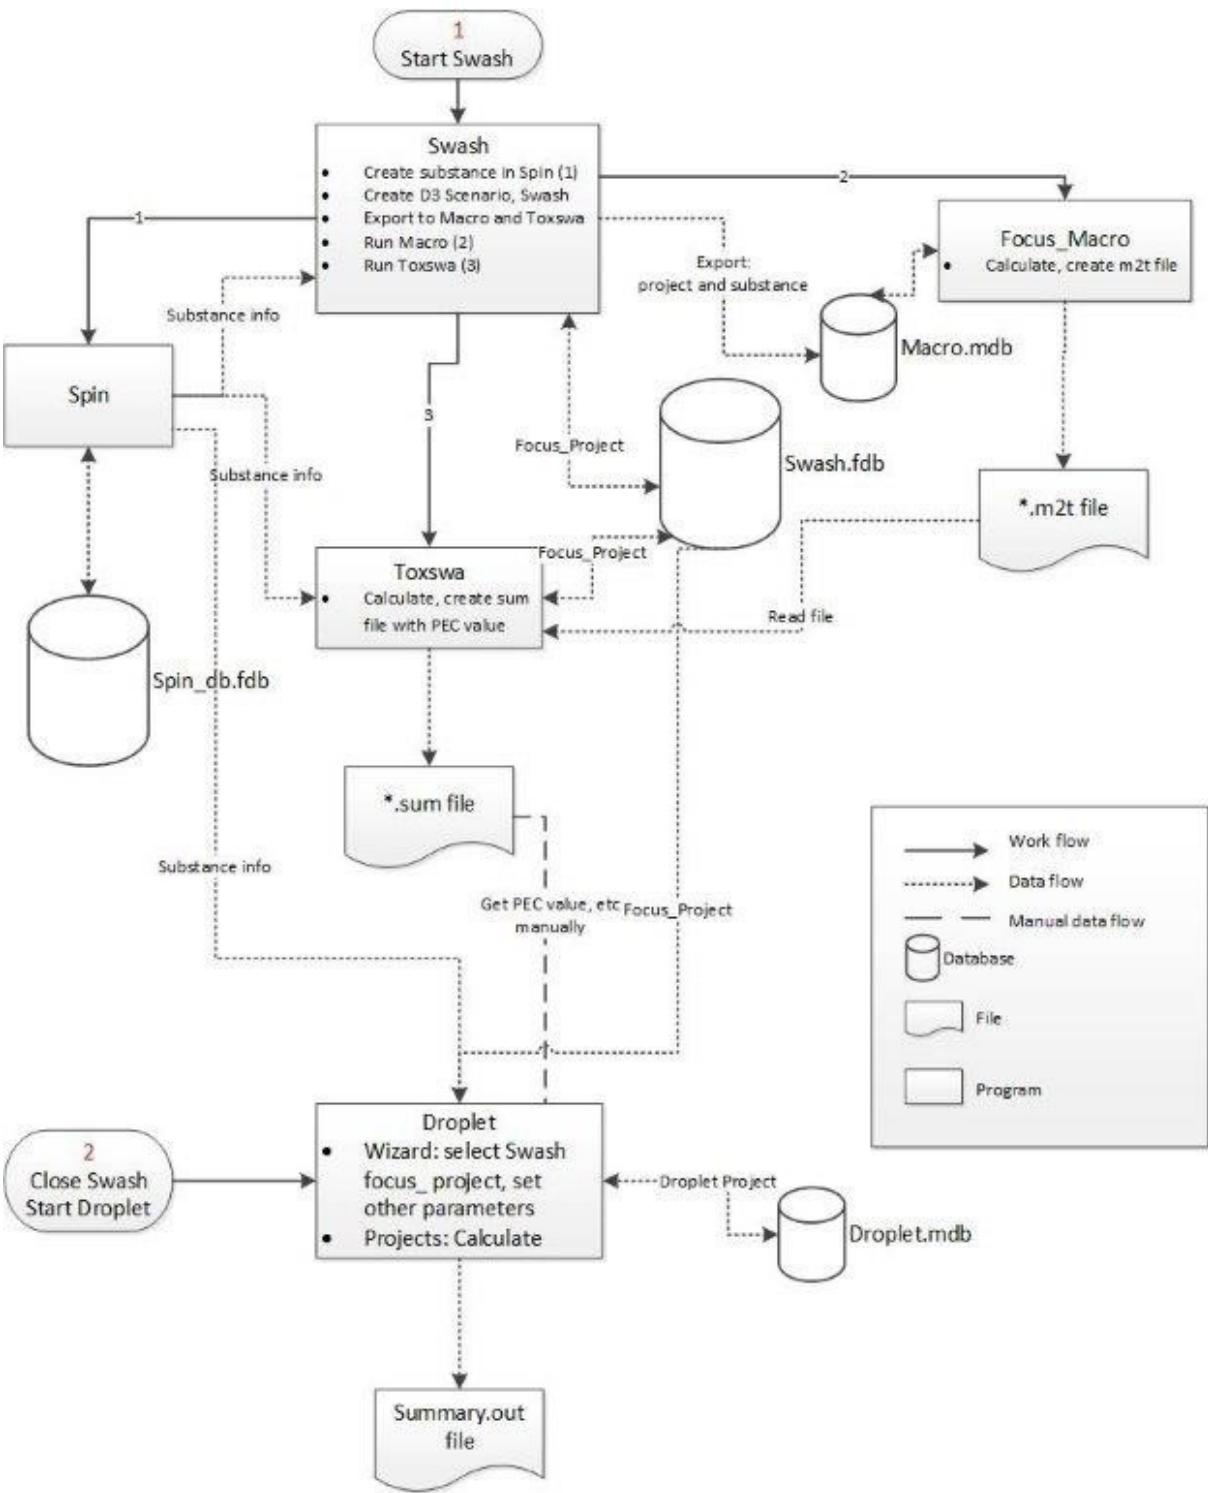 1
Start Swash
Swash
• Create substance in Spin (1)
• Create D3 Scenario, Swash
• Export to Macro and Toxswa
• Run Macro (2)
• Run Toxswa (3)
1
2
3
Focus_Macro
• Calculate, create m2t file
Export:
project and substance
Macro.mdb
Substance info
Spin
Substance info
Focus_Project
Swash.fdb
*.m2t file
Focus_Project
Toxswa
• Calculate, create sum
file with PEC value
Read file
Spin_db.fdb
*.sum file
Substance info
Get PEC value, etc
manually
Focus_Project
Work flow
Data flow
Manual data flow
Database
File
Program
2
Close Swash
Start Droplet
Droplet
• Wizard: select Swash
focus_ project, set
other parameters
• Projects: Calculate
Droplet Project
Droplet.mdb
Summary.out
file